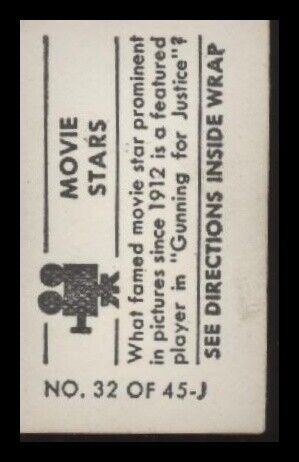 MOVIE
STARS
What famed movie star prominent
in pictures since 1912 is a featured
player in "Gunning for Justice"?
SEE DIRECTIONS INSIDE WRAP
NO. 32 OF 45-J